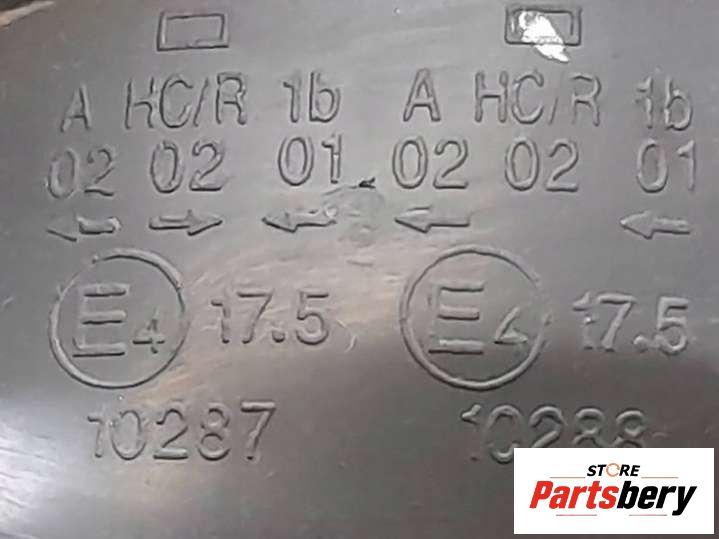 A HC/R 1b A HC/R 1b
02 02 01 02 02 01
E4 17.5 E4 17.5
10287 10288
STORE
Partsbery